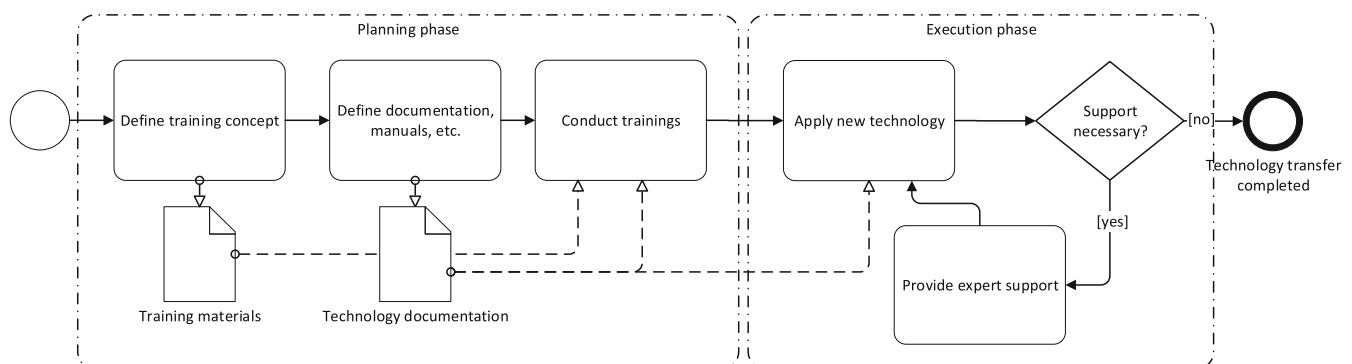 Planning phase
Execution phase
Define training concept
Define documentation,
manuals, etc.
Conduct trainings
Apply new technology
Support
necessary?
[no]
Technology transfer
completed
[yes]
Provide expert support
Training materials
Technology documentation